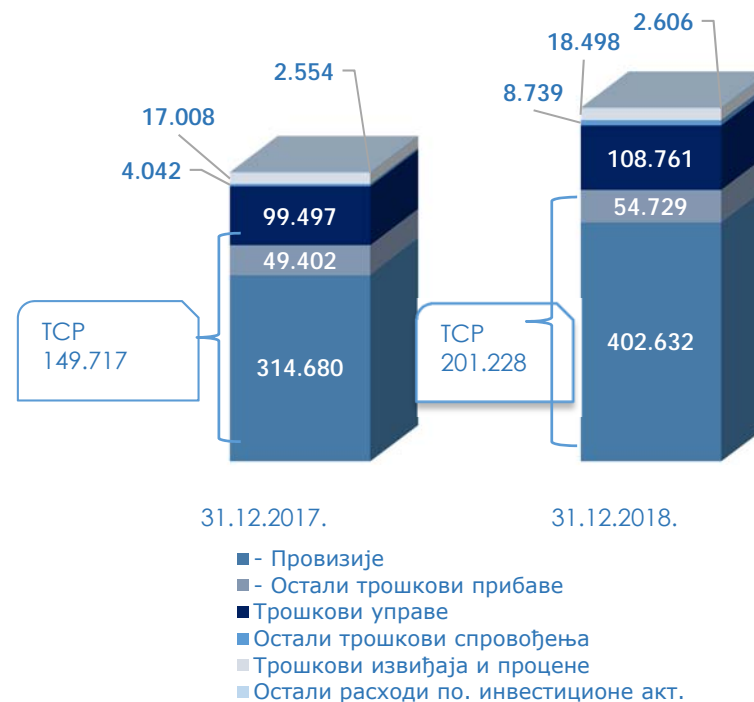 2.606
18.498
2.554
8.739
17.008
4.042
108.761
99.497
54.729
49.402
ТСР
149.717
ТСР
201.228
314.680
402.632
31.12.2017.
31.12.2018.
- Провизије
- Остали трошкови прибаве
Трошкови управе
Остали трошкови спровођења
Трошкови извиђаја и процене
Остали расходи по. инвестиционе акт.